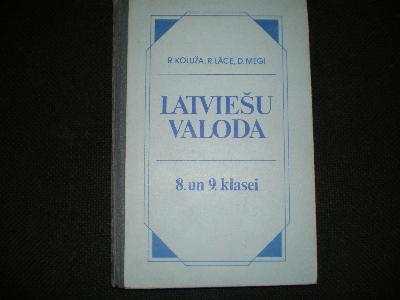 R. KOLUŽA, R. LĀCE, D. MEGI
LATVIEŠU
VALODA
8. un 9. klasei